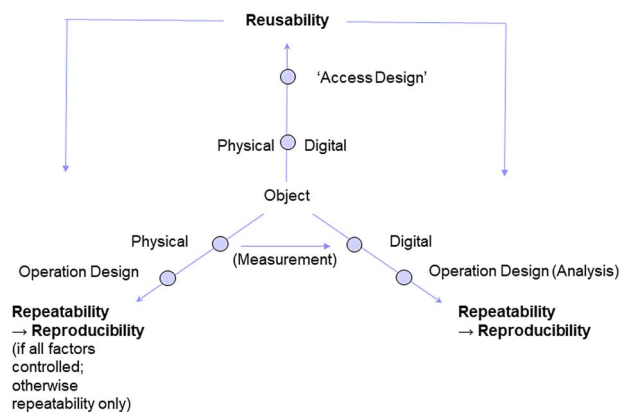 Reusability
‘Access Design’
Physical Digital
Object
Physical
Digital
(Measurement)
Operation Design
Operation Design (Analysis)
Repeatability
→ Reproducibility
(if all factors
controlled;
otherwise
repeatability only)
Repeatability
→ Reproducibility